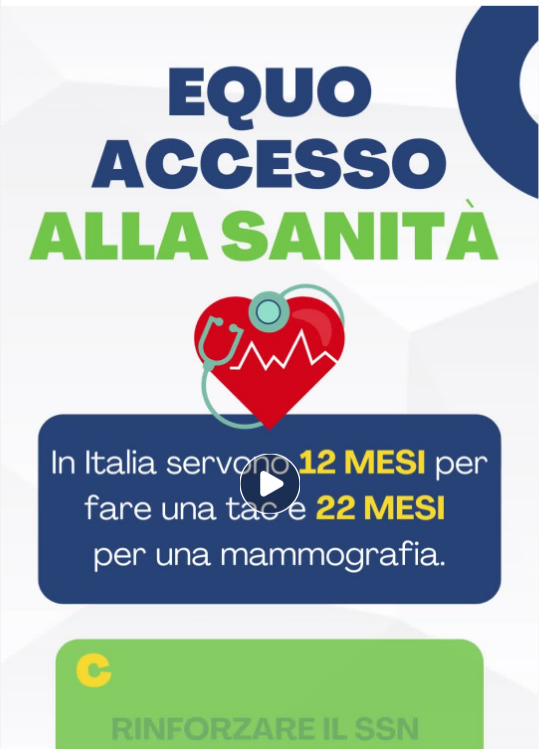 EQUO
ACCESSO
ALLA SANITÀ
In Italia servono 12 MESI per
fare una tac e 22 MESI
per una mammografia.
C
RINFORZARE IL SSN